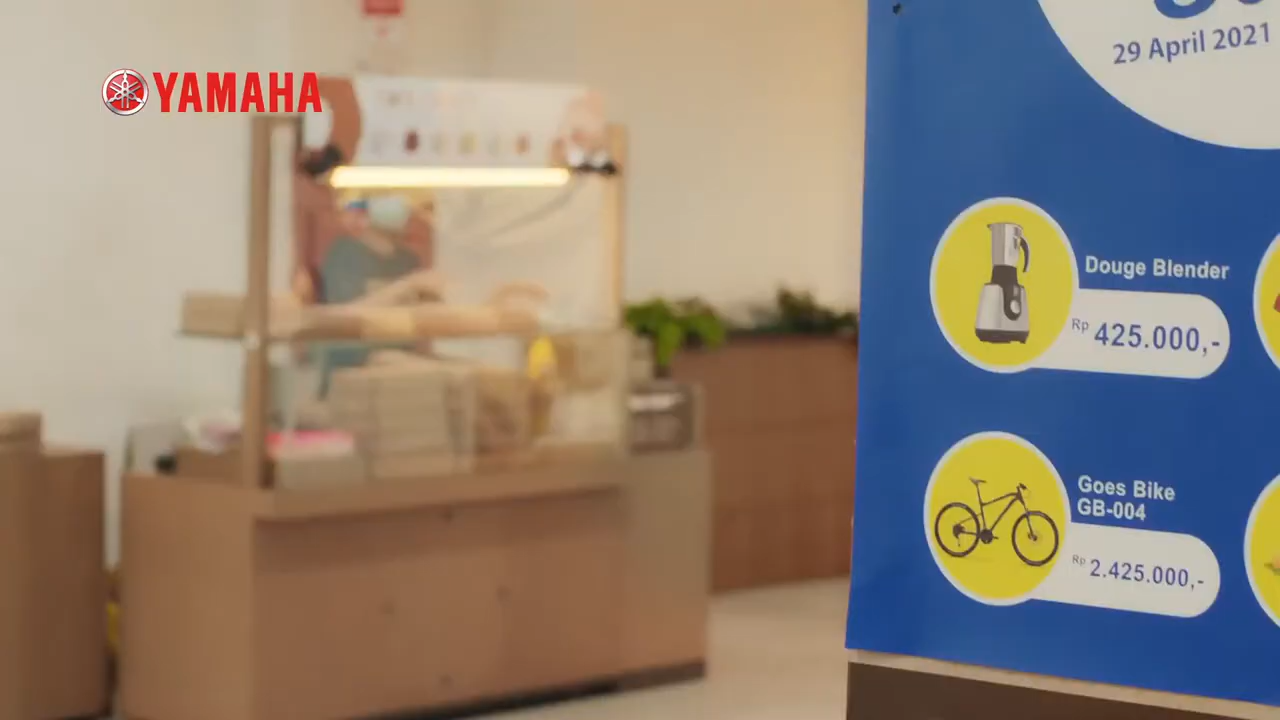 YAMAHA
29 April 2021
Douge Blender
Rp 425.000,-
Goes Bike
GB-004
Rp 2.425.000,-